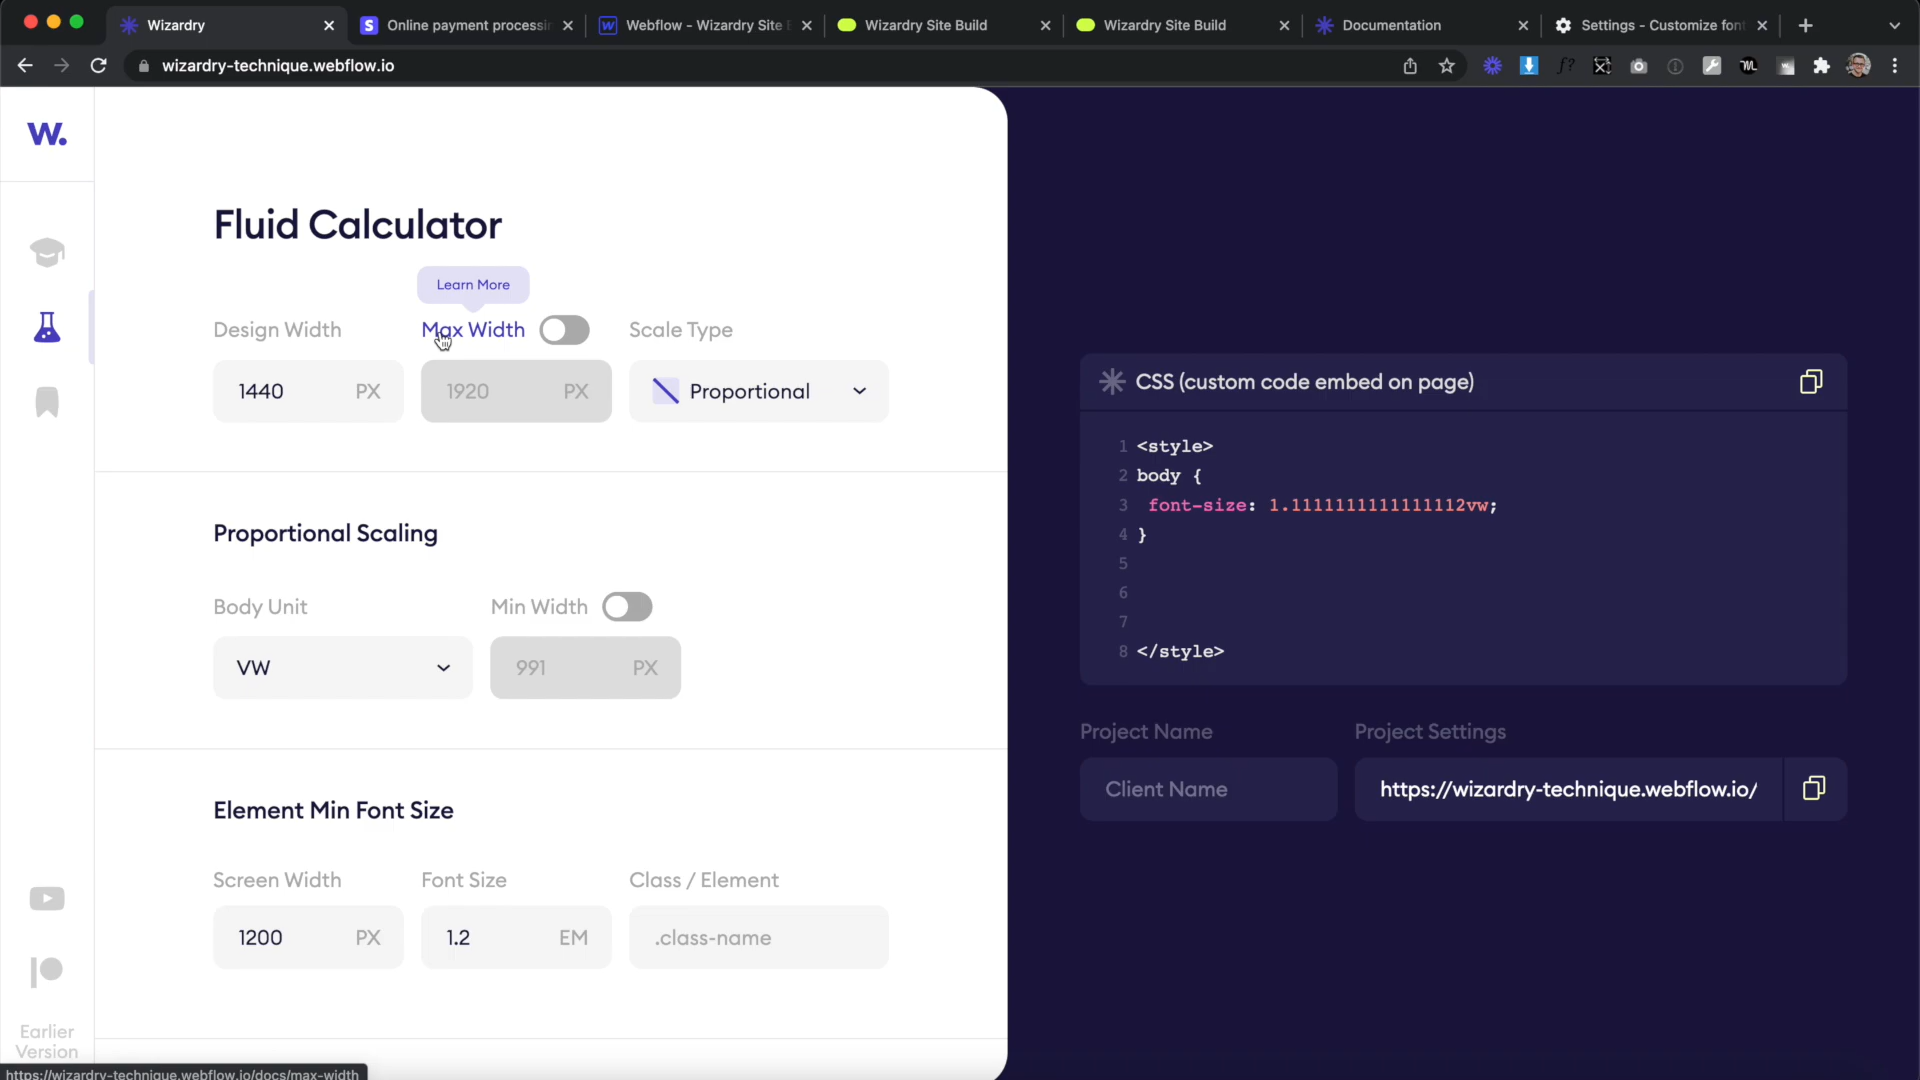 Wizardry
Online payment processin
Webflow - Wizardry Site B
Wizardry Site Build
Wizardry Site Build
Documentation
Settings - Customize font
wizardry-technique.webflow.io
w.
Fluid Calculator
Learn More
Design Width
Max Width
Scale Type
1440 PX
1920 PX
Proportional
Proportional Scaling
Body Unit
Min Width
VW
991 PX
Element Min Font Size
Screen Width
Font Size
Class / Element
1200 PX
1.2 EM
.class-name
Earlier
Version
https://wizardry-technique.webflow.io/docs/max-width
CSS (custom code embed on page)
1 <style>
2 body {
3 font-size: 1.1111111111111112vw;
4 }
5
6
7
8 </style>
Project Name
Project Settings
Client Name
https://wizardry-technique.webflow.io/